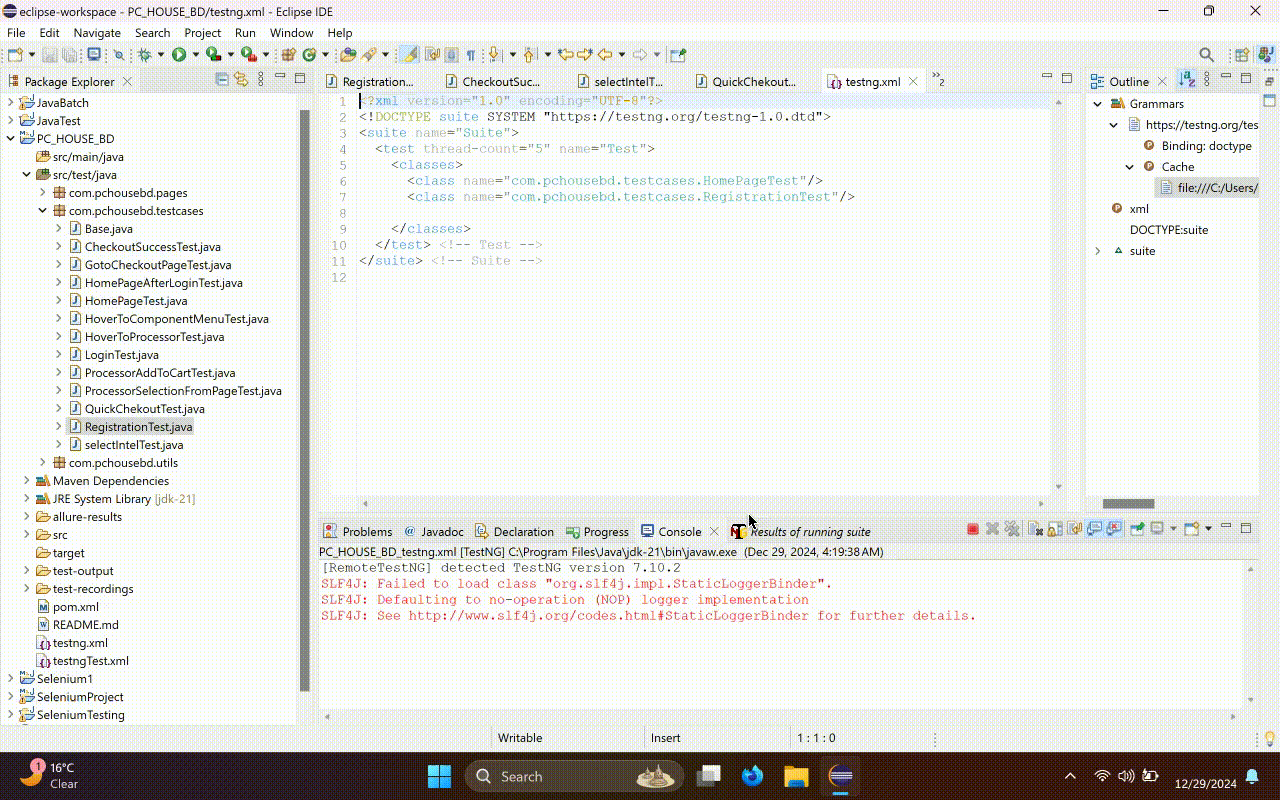 eclipse-workspace - PC_HOUSE_BD/testng.xml - Eclipse IDE
File Edit Navigate Search Project Run Window Help
Package Explorer
JavaBatch
JavaTest
PC_HOUSE_BD
src/main/java
src/test/java
com.pchousebd.pages
com.pchousebd.testcases
Base.java
CheckoutSuccessTest.java
GotoCheckoutPageTest.java
HomePageAfterLoginTest.java
HomePageTest.java
HoverToComponentMenuTest.java
HoverToProcessorTest.java
LoginTest.java
ProcessorAddToCartTest.java
ProcessorSelectionFromPageTest.java
QuickChekoutTest.java
RegistrationTest.java
selectIntelTest.java
com.pchousebd.utils
Maven Dependencies
JRE System Library [jdk-21]
allure-results
src
target
test-output
test-recordings
pom.xml
README.md
testng.xml
testngTest.xml
Selenium1
SeleniumProject
SeleniumTesting
Registration... CheckoutSuc... selectIntelT... QuickChekout... testng.xml »2
1 <?xml version="1.0" encoding="UTF-8"?>
2 <!DOCTYPE suite SYSTEM "https://testng.org/testng-1.0.dtd">
3 <suite name="Suite">
4 <test thread-count="5" name="Test">
5 <classes>
6 <class name="com.pchousebd.testcases.HomePageTest"/>
7 <class name="com.pchousebd.testcases.RegistrationTest"/>
8
9 </classes>
10 </test> <!-- Test -->
11 </suite> <!-- Suite -->
12
Outline
Grammars
https://testng.org/tes
Binding: doctype
Cache
file:///C:/Users/
xml
DOCTYPE:suite
suite
Problems Javadoc Declaration Progress Console Results of running suite
PC_HOUSE_BD_testng.xml [TestNG] C:\Program Files\Java\jdk-21\bin\javaw.exe (Dec 29, 2024, 4:19:38 AM)
[RemoteTestNG] detected TestNG version 7.10.2
SLF4J: Failed to load class "org.slf4j.impl.StaticLoggerBinder".
SLF4J: Defaulting to no-operation (NOP) logger implementation
SLF4J: See http://www.slf4j.org/codes.html#StaticLoggerBinder for further details.
Writable Insert 1 : 1 : 0
1
16°C
Clear
Search
12/29/2024